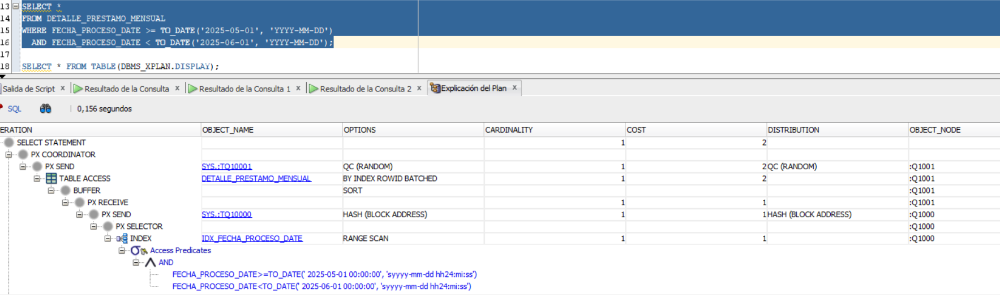 13 SELECT *
14 FROM DETALLE_PRESTAMO_MENSUAL
15 WHERE FECHA_PROCESO_DATE >= TO_DATE('2025-05-01', 'YYYY-MM-DD')
16 AND FECHA_PROCESO_DATE < TO_DATE('2025-06-01', 'YYYY-MM-DD');
17
18 SELECT * FROM TABLE(DBMS_XPLAN.DISPLAY);
Salida de Script x Resultado de la Consulta x Resultado de la Consulta 1 x Resultado de la Consulta 2 x Explicación del Plan x
SQL 0,156 segundos
ERATION OBJECT_NAME OPTIONS CARDINALITY COST DISTRIBUTION OBJECT_NODE
SELECT STATEMENT 1 2
PX COORDINATOR
PX SEND SYS.:TQ10001 QC (RANDOM) 1 2 QC (RANDOM) :Q1001
TABLE ACCESS DETALLE_PRESTAMO_MENSUAL BY INDEX ROWID BATCHED 1 2 :Q1001
BUFFER SORT :Q1001
PX RECEIVE 1 1 :Q1001
PX SEND SYS.:TQ10000 HASH (BLOCK ADDRESS) 1 1 HASH (BLOCK ADDRESS) :Q1000
PX SELECTOR :Q1000
INDEX IDX_FECHA_PROCESO_DATE RANGE SCAN 1 1 :Q1000
Access Predicates
AND
FECHA_PROCESO_DATE>=TO_DATE(' 2025-05-01 00:00:00', 'syyyy-mm-dd hh24:mi:ss')
FECHA_PROCESO_DATE<TO_DATE(' 2025-06-01 00:00:00', 'syyyy-mm-dd hh24:mi:ss')